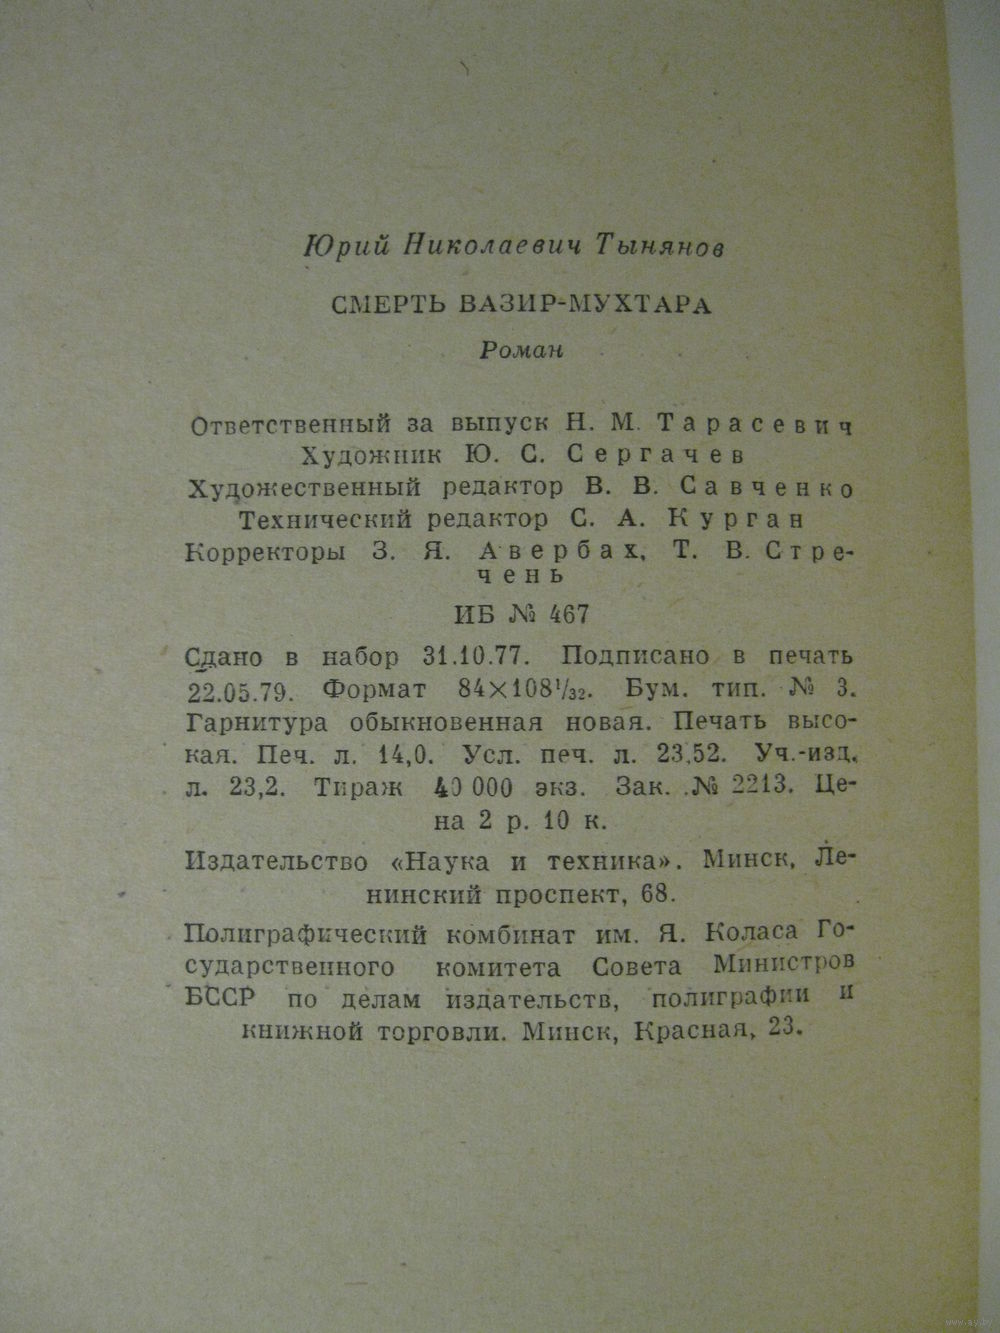 Юрий Николаевич Тынянов
СМЕРТЬ ВАЗИР-МУХТАРА
Роман
Ответственный за выпуск Н. М. Тарасевич
Художник Ю. С. Сергачев
Художественный редактор В. В. Савченко
Технический редактор С. А. Курган
Корректоры З. Я. Авербах, Т. В. Стре-
чень
ИБ № 467
Сдано в набор 31.10.77. Подписано в печать
22.05.79. Формат 84×108¹/₃₂. Бум. тип. № 3.
Гарнитура обыкновенная новая. Печать высо-
кая. Печ. л. 14,0. Усл. печ. л. 23,52. Уч.-изд.
л. 23,2. Тираж 40 000 экз. Зак. № 2213. Це-
на 2 р. 10 к.
Издательство «Наука и техника». Минск, Ле-
нинский проспект, 68.
Полиграфический комбинат им. Я. Коласа Го-
сударственного комитета Совета Министров
БССР по делам издательств, полиграфии и
книжной торговли. Минск, Красная, 23.
www.ay.by